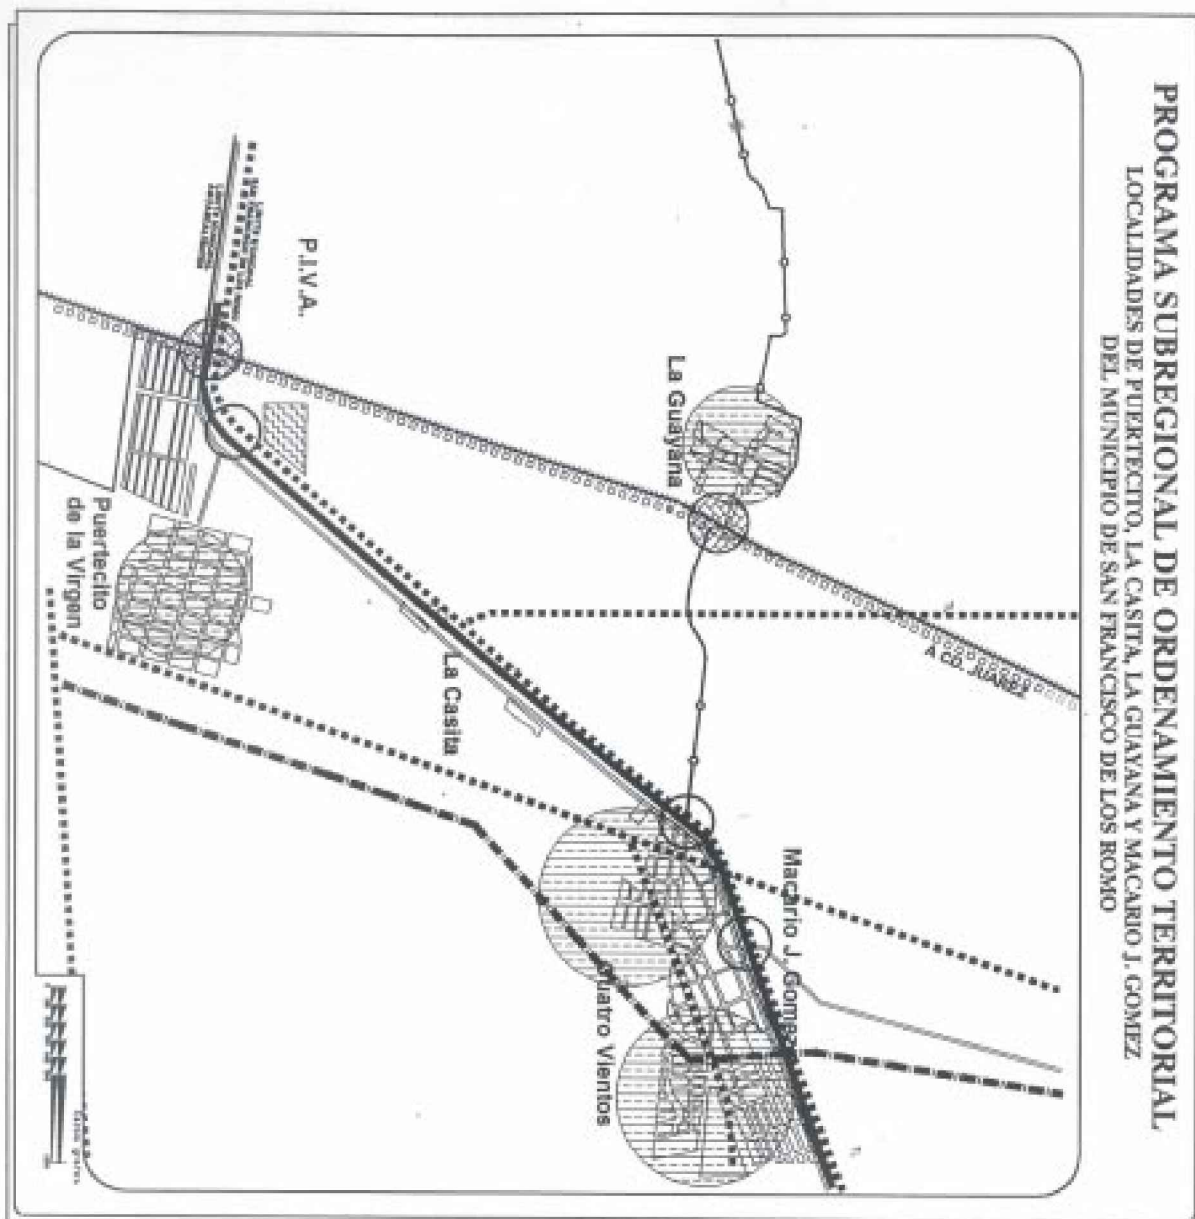 PROGRAMA SUBREGIONAL DE ORDENAMIENTO TERRITORIAL
LOCALIDADES DE PUERTECITO, LA CASITA, LA GUAYANA Y MACARIO J. GOMEZ
DEL MUNICIPIO DE SAN FRANCISCO DE LOS ROMO
A CD. JUAREZ
La Guayana
P.I.V.A.
Macario J. Gomez
La Casita
Cuatro Vientos
Puertecito
de la Virgen